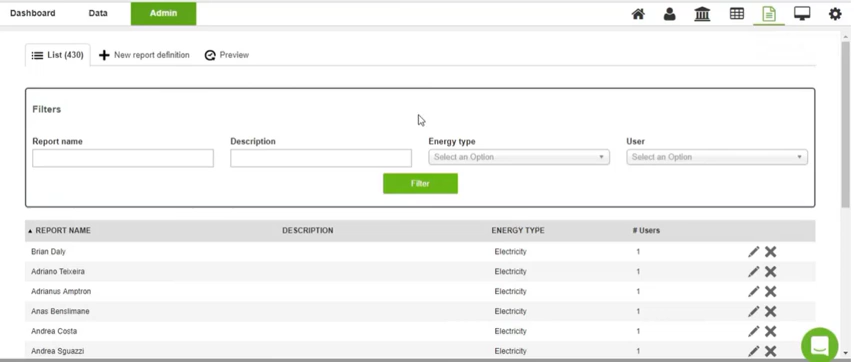 Dashboard Data Admin
List (430) New report definition Preview
Filters
Report name Description Energy type User
Select an Option Select an Option
Filter
REPORT NAME DESCRIPTION ENERGY TYPE # Users
Brian Daly Electricity 1
Adriano Teixeira Electricity 1
Adrianus Amptron Electricity 1
Anas Benslimane Electricity 1
Andrea Costa Electricity 1
Andrea Sguazzi Electricity 1